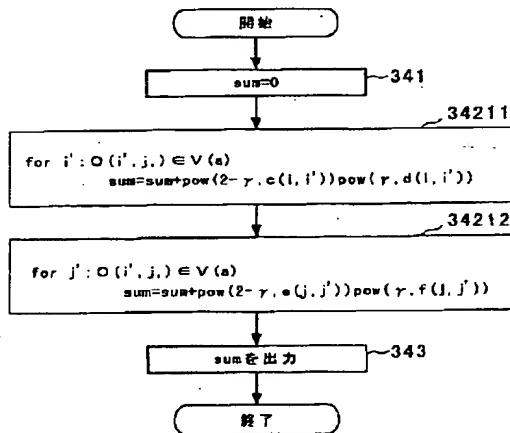 開始
sum=0
341
34211
for i' : O(i', j,) ∈ V(a)
sum=sum+pow(2-γ, c(i, i'))pow(γ, d(i, i'))
34212
for j' : O(i', j,) ∈ V(a)
sum=sum+pow(2-γ, e(j, j'))pow(γ, f(j, j'))
sumを出力
343
終了